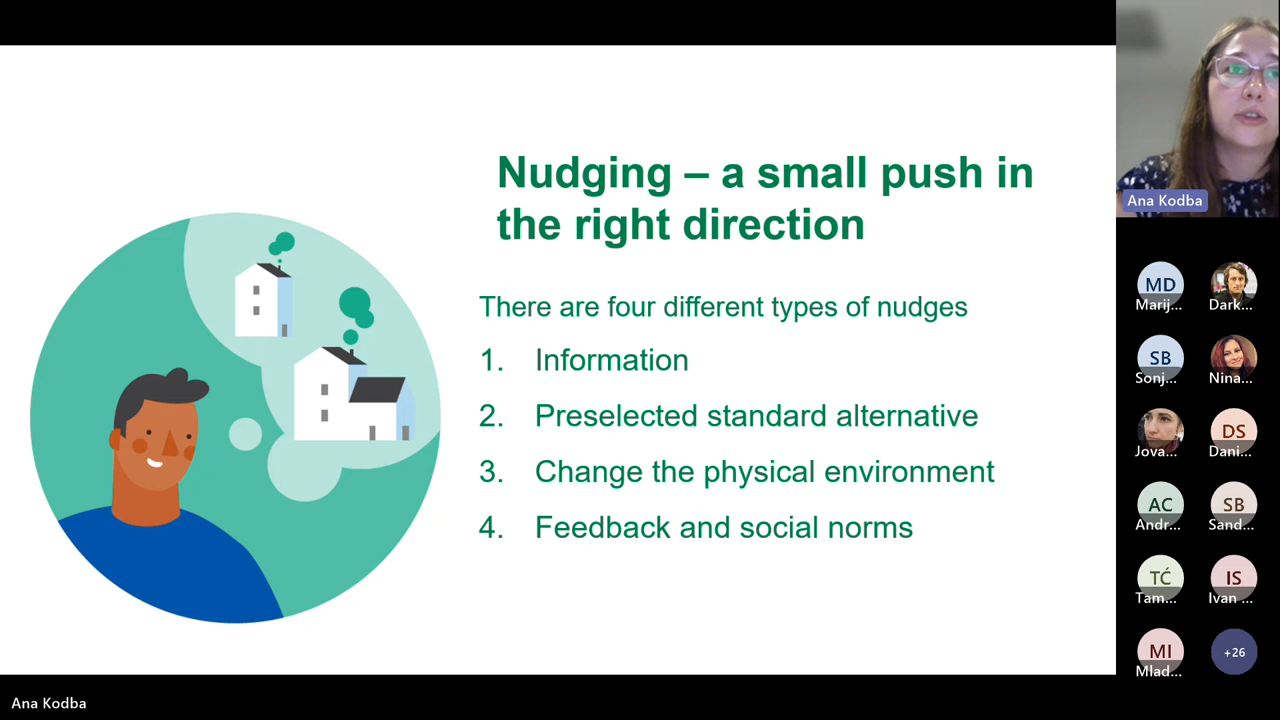 Nudging – a small push in
the right direction
There are four different types of nudges
1. Information
2. Preselected standard alternative
3. Change the physical environment
4. Feedback and social norms
Ana Kodba
MD
Marij...
Dark...
SB
Sonj...
Nina...
Jova...
DS
Dani...
AC
Andr...
SB
Sand...
TĆ
Tam...
IS
Ivan ...
MI
Mlad...
+26
Ana Kodba